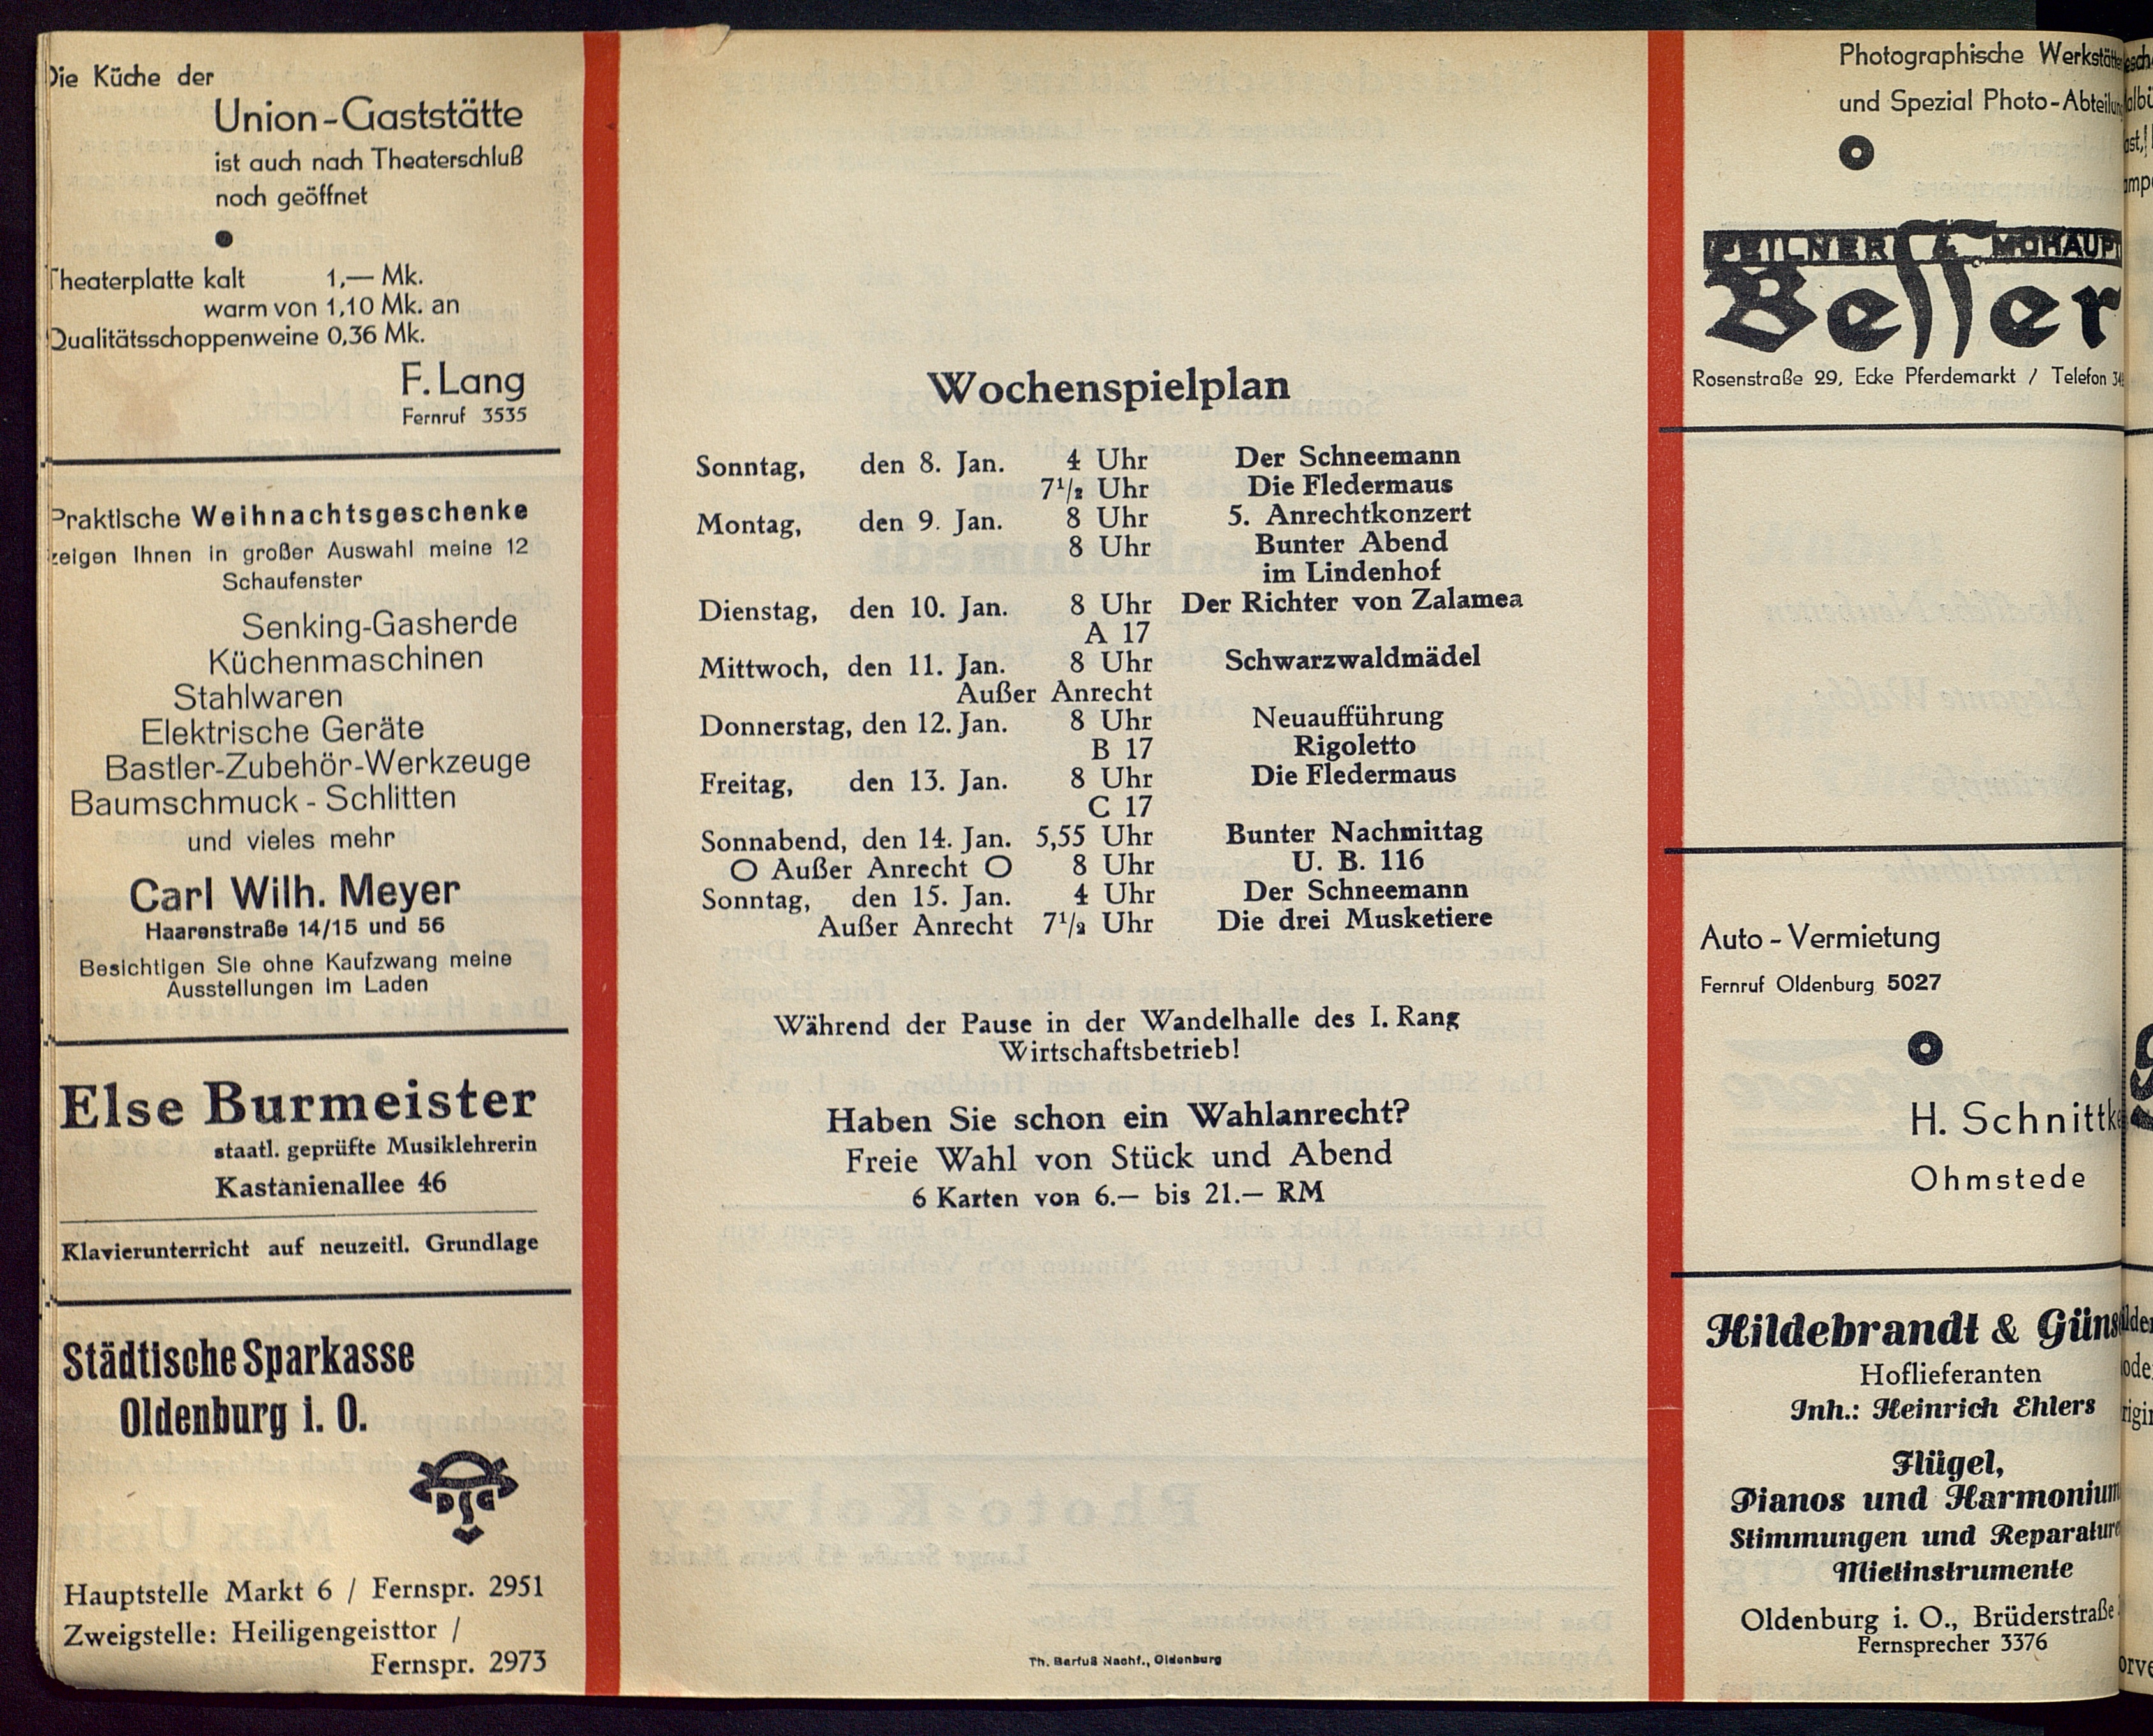 Die Küche der
Union-Gaststätte
ist auch nach Theaterschluß
noch geöffnet
Theaterplatte kalt 1,— Mk.
warm von 1,10 Mk. an
Qualitätsschoppenweine 0,36 Mk.
F. Lang
Fernruf 3535
Praktische Weihnachtsgeschenke
zeigen Ihnen in großer Auswahl meine 12
Schaufenster
Senking-Gasherde
Küchenmaschinen
Stahlwaren
Elektrische Geräte
Bastler-Zubehör-Werkzeuge
Baumschmuck - Schlitten
und vieles mehr
Carl Wilh. Meyer
Haarenstraße 14/15 und 56
Besichtigen Sie ohne Kaufzwang meine
Ausstellungen im Laden
Else Burmeister
staatl. geprüfte Musiklehrerin
Kastanienallee 46
Klavierunterricht auf neuzeitl. Grundlage
Städtische Sparkasse
Oldenburg i. O.
DSG
Hauptstelle Markt 6 / Fernspr. 2951
Zweigstelle: Heiligengeisttor /
Fernspr. 2973
Wochenspielplan
Sonntag, den 8. Jan. 4 Uhr Der Schneemann
7½ Uhr Die Fledermaus
Montag, den 9. Jan. 8 Uhr 5. Anrechtkonzert
8 Uhr Bunter Abend
im Lindenhof
Dienstag, den 10. Jan. 8 Uhr Der Richter von Zalamea
A 17
Mittwoch, den 11. Jan. 8 Uhr Schwarzwaldmädel
Außer Anrecht
Donnerstag, den 12. Jan. 8 Uhr Neuaufführung
B 17 Rigoletto
Freitag, den 13. Jan. 8 Uhr Die Fledermaus
C 17
Sonnabend, den 14. Jan. 5,55 Uhr Bunter Nachmittag
O Außer Anrecht O 8 Uhr U. B. 116
Sonntag, den 15. Jan. 4 Uhr Der Schneemann
Außer Anrecht 7½ Uhr Die drei Musketiere
Während der Pause in der Wandelhalle des I. Rang
Wirtschaftsbetrieb!
Haben Sie schon ein Wahlanrecht?
Freie Wahl von Stück und Abend
6 Karten von 6.— bis 21.— RM
Th. Barfuß Nachf., Oldenburg
Photographische Werkstätte
und Spezial Photo-Abteilung
&
Rosenstraße 29, Ecke Pferdemarkt / Telefon
Auto - Vermietung
Fernruf Oldenburg 5027
H. Schnittk
Ohmstede
Hildebrandt & Güns
Hoflieferanten
Inh.: Heinrich Ehlers
Flügel,
Pianos und Harmonium
Stimmungen und Reparature
Mietinstrumente
Oldenburg i. O., Brüderstraße
Fernsprecher 3376